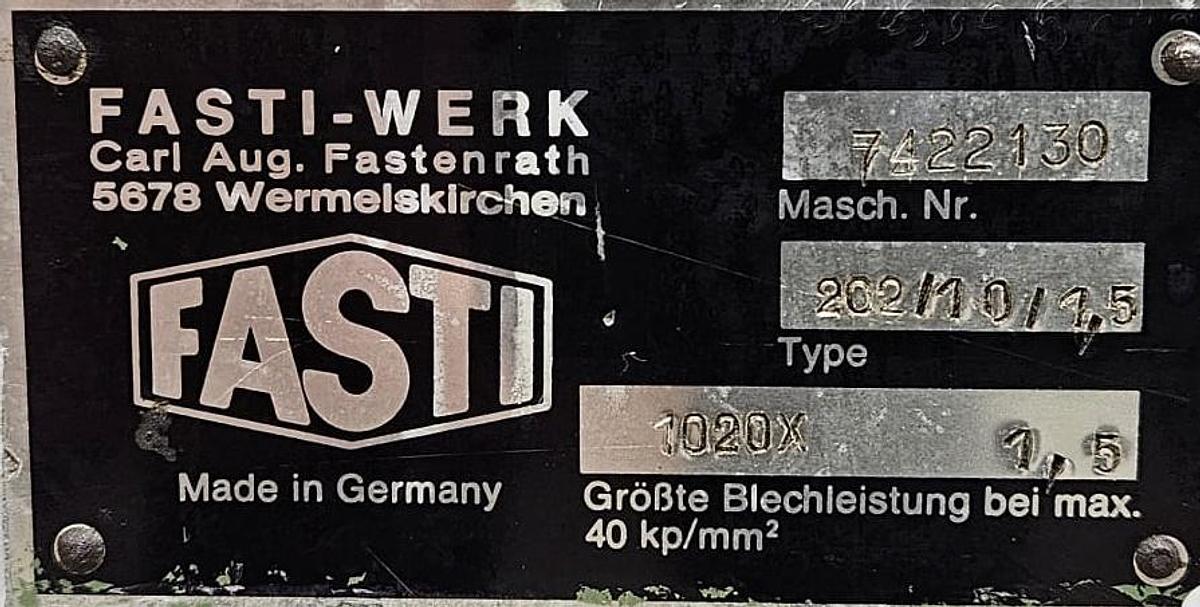 FASTI-WERK
Carl Aug. Fastenrath
5678 Wermelskirchen
FASTI
Made in Germany
7422130
Masch. Nr.
202/10/1,5
Type
1020X 1,5
Größte Blechleistung bei max.
40 kp/mm²